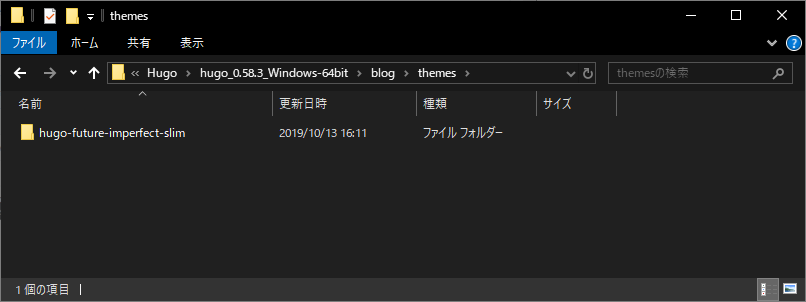 themes
ファイル ホーム 共有 表示
« Hugo › hugo_0.58.3_Windows-64bit › blog › themes › themesの検索
名前 更新日時 種類 サイズ
hugo-future-imperfect-slim 2019/10/13 16:11 ファイル フォルダー
1 個の項目